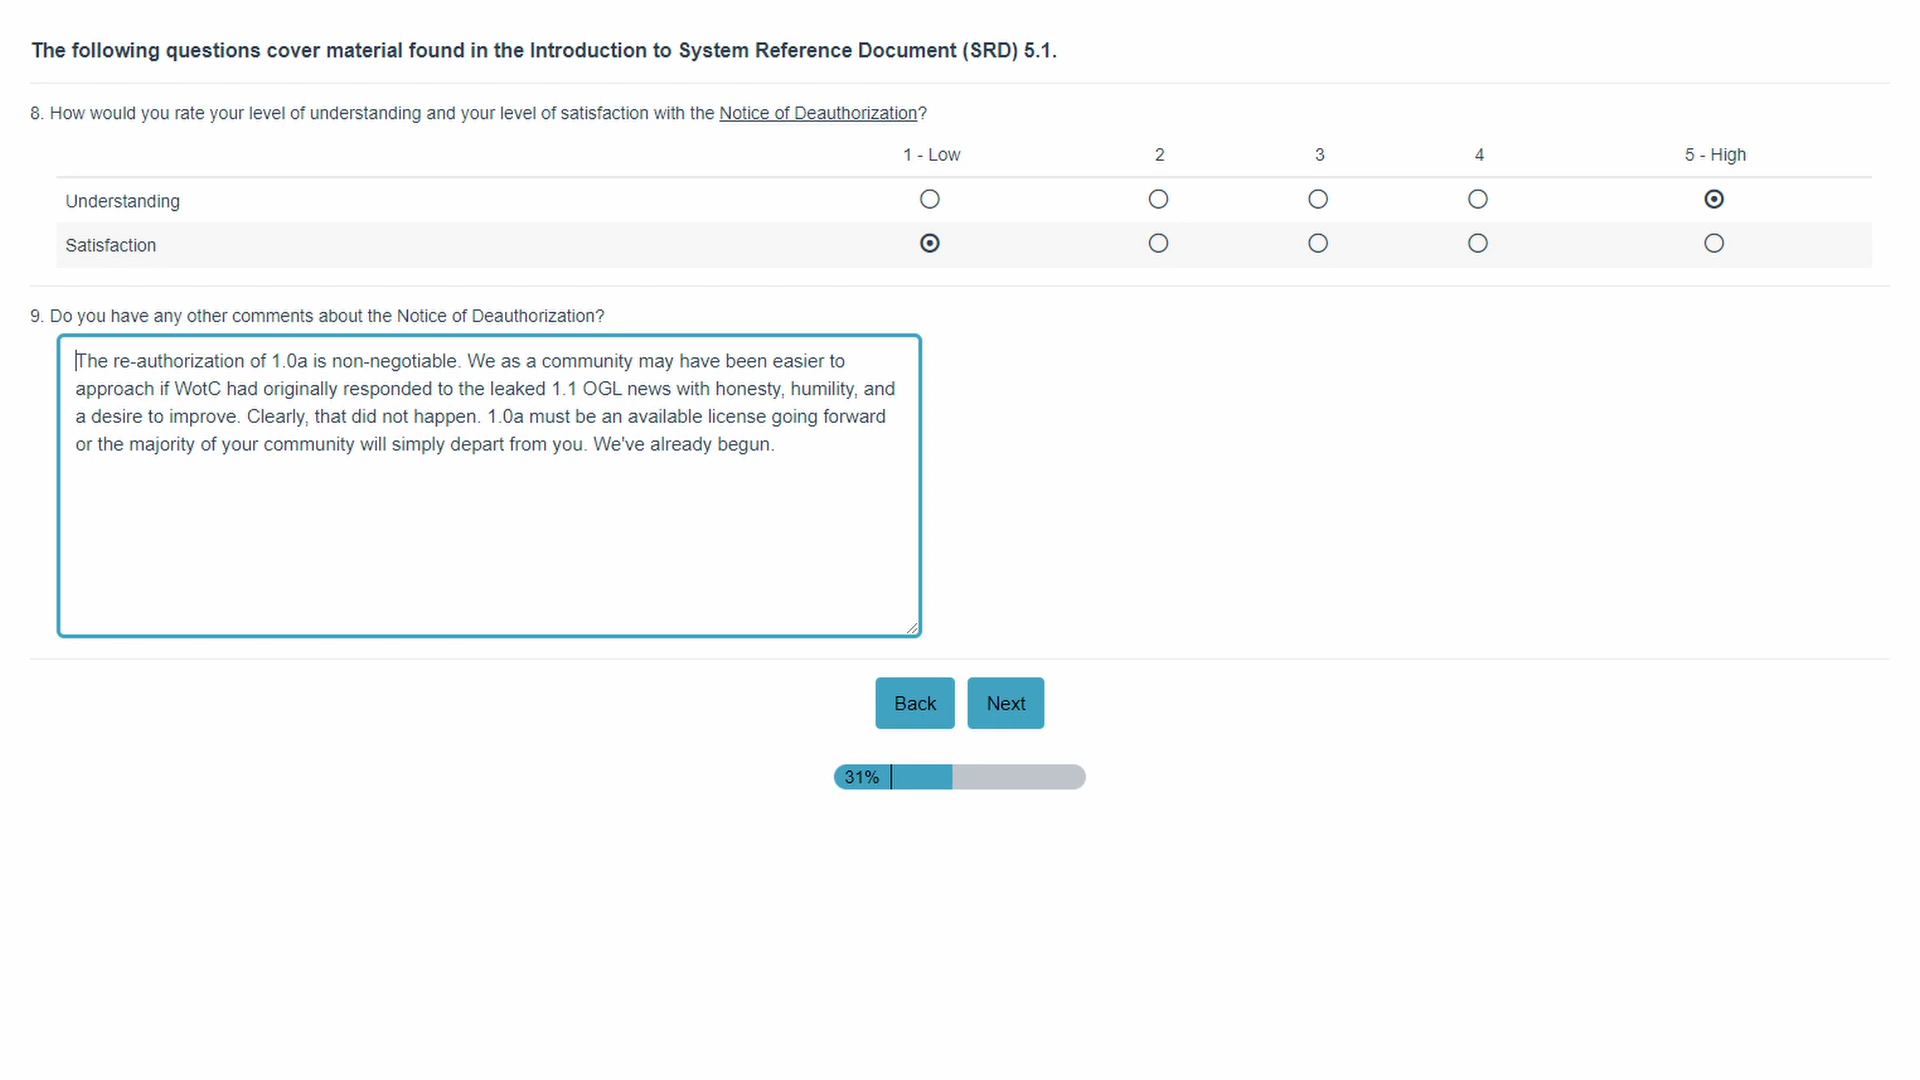 The following questions cover material found in the Introduction to System Reference Document (SRD) 5.1.
8. How would you rate your level of understanding and your level of satisfaction with the Notice of Deauthorization?
1 - Low 2 3 4 5 - High
Understanding
Satisfaction
9. Do you have any other comments about the Notice of Deauthorization?
The re-authorization of 1.0a is non-negotiable. We as a community may have been easier to
approach if WotC had originally responded to the leaked 1.1 OGL news with honesty, humility, and
a desire to improve. Clearly, that did not happen. 1.0a must be an available license going forward
or the majority of your community will simply depart from you. We've already begun.
Back Next
31%